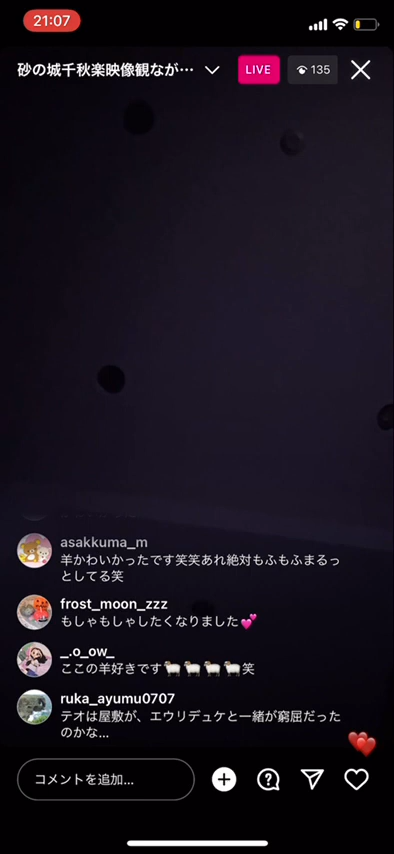 21:07
砂の城千秋楽映像観なが…
LIVE
135
asakkuma_m
羊かわいかったです笑笑あれ絶対もふもふまるっ
としてる笑
frost_moon_zzz
もしゃもしゃしたくなりました💕
_.o_ow_
ここの羊好きです🐑🐑🐑🐑笑
ruka_ayumu0707
テオは屋敷が、エウリデュケと一緒が窮屈だった
のかな...
コメントを追加...